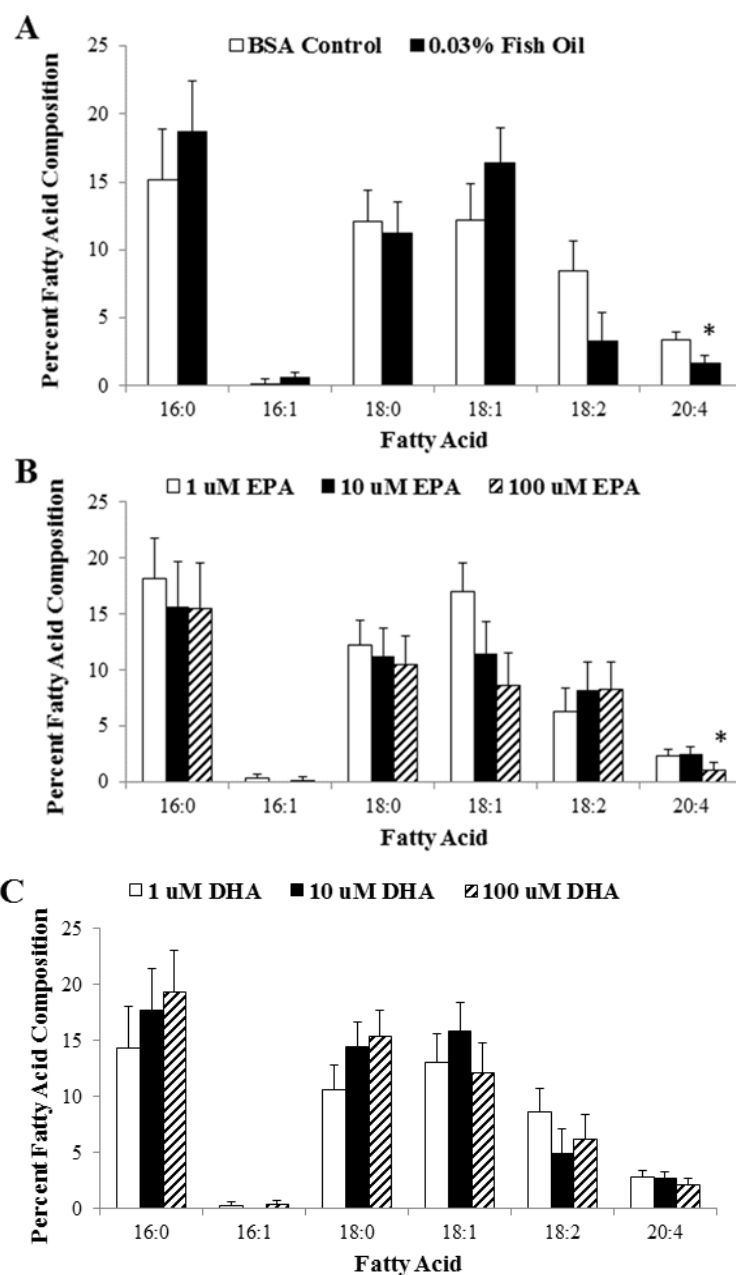 A
BSA Control 0.03% Fish Oil
Percent Fatty Acid Composition
25
20
15
10
5
0
*
16:0 16:1 18:0 18:1 18:2 20:4
Fatty Acid
B
1 uM EPA 10 uM EPA 100 uM EPA
Percent Fatty Acid Composition
25
20
15
10
5
0
*
16:0 16:1 18:0 18:1 18:2 20:4
Fatty Acid
C
1 uM DHA 10 uM DHA 100 uM DHA
Percent Fatty Acid Composition
25
20
15
10
5
0
16:0 16:1 18:0 18:1 18:2 20:4
Fatty Acid